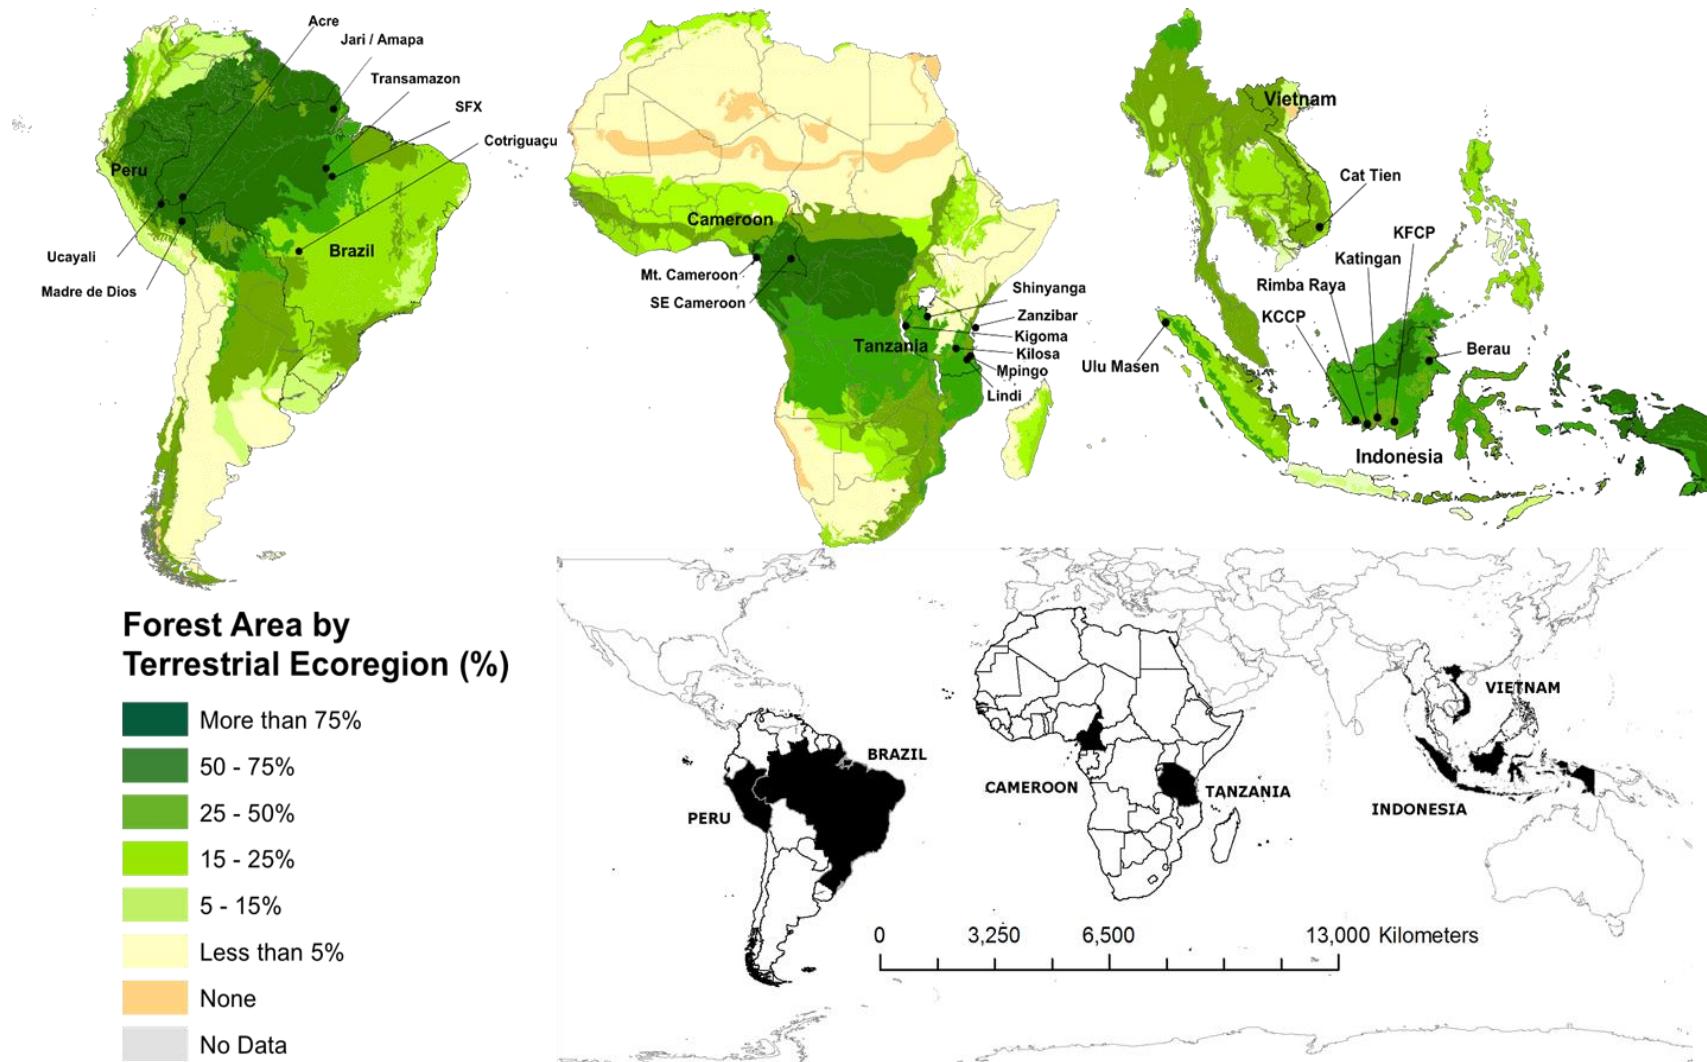 Acre
Jari / Amapa
Transamazon
SFX
Cotriguaçu
Peru
Brazil
Ucayali
Madre de Dios
Cameroon
Mt. Cameroon
SE Cameroon
Tanzania
Shinyanga
Zanzibar
Kigoma
Kilosa
Mpingo
Lindi
Vietnam
Cat Tien
KFCP
Katingan
Rimba Raya
KCCP
Berau
Ulu Masen
Indonesia
Forest Area by
Terrestrial Ecoregion (%)
More than 75%
50 - 75%
25 - 50%
15 - 25%
5 - 15%
Less than 5%
None
No Data
BRAZIL
PERU
CAMEROON
TANZANIA
VIETNAM
INDONESIA
0 3,250 6,500 13,000 Kilometers